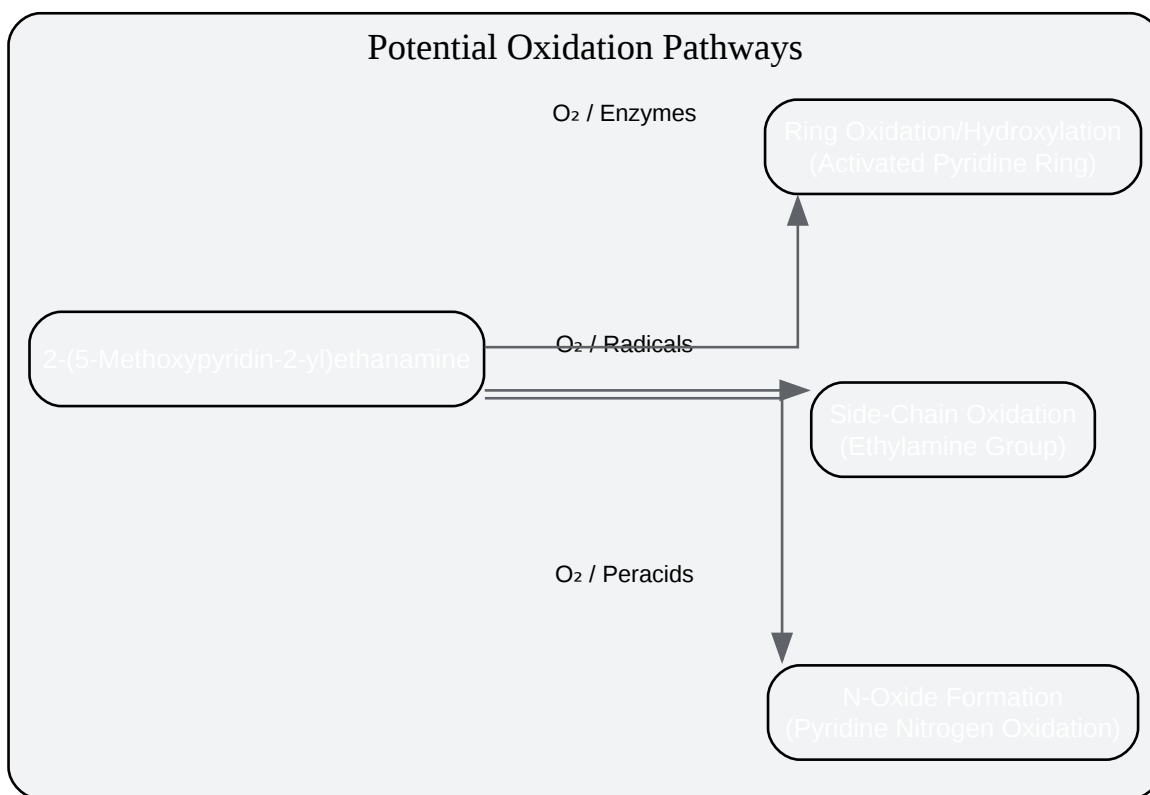 Potential Oxidation Pathways
O₂ / Enzymes
Ring Oxidation/Hydroxylation
(Activated Pyridine Ring)
O₂ / Radicals
2-(5-Methoxypyridin-2-yl)ethanamine
Side-Chain Oxidation
(Ethylamine Group)
O₂ / Peracids
N-Oxide Formation
(Pyridine Nitrogen Oxidation)